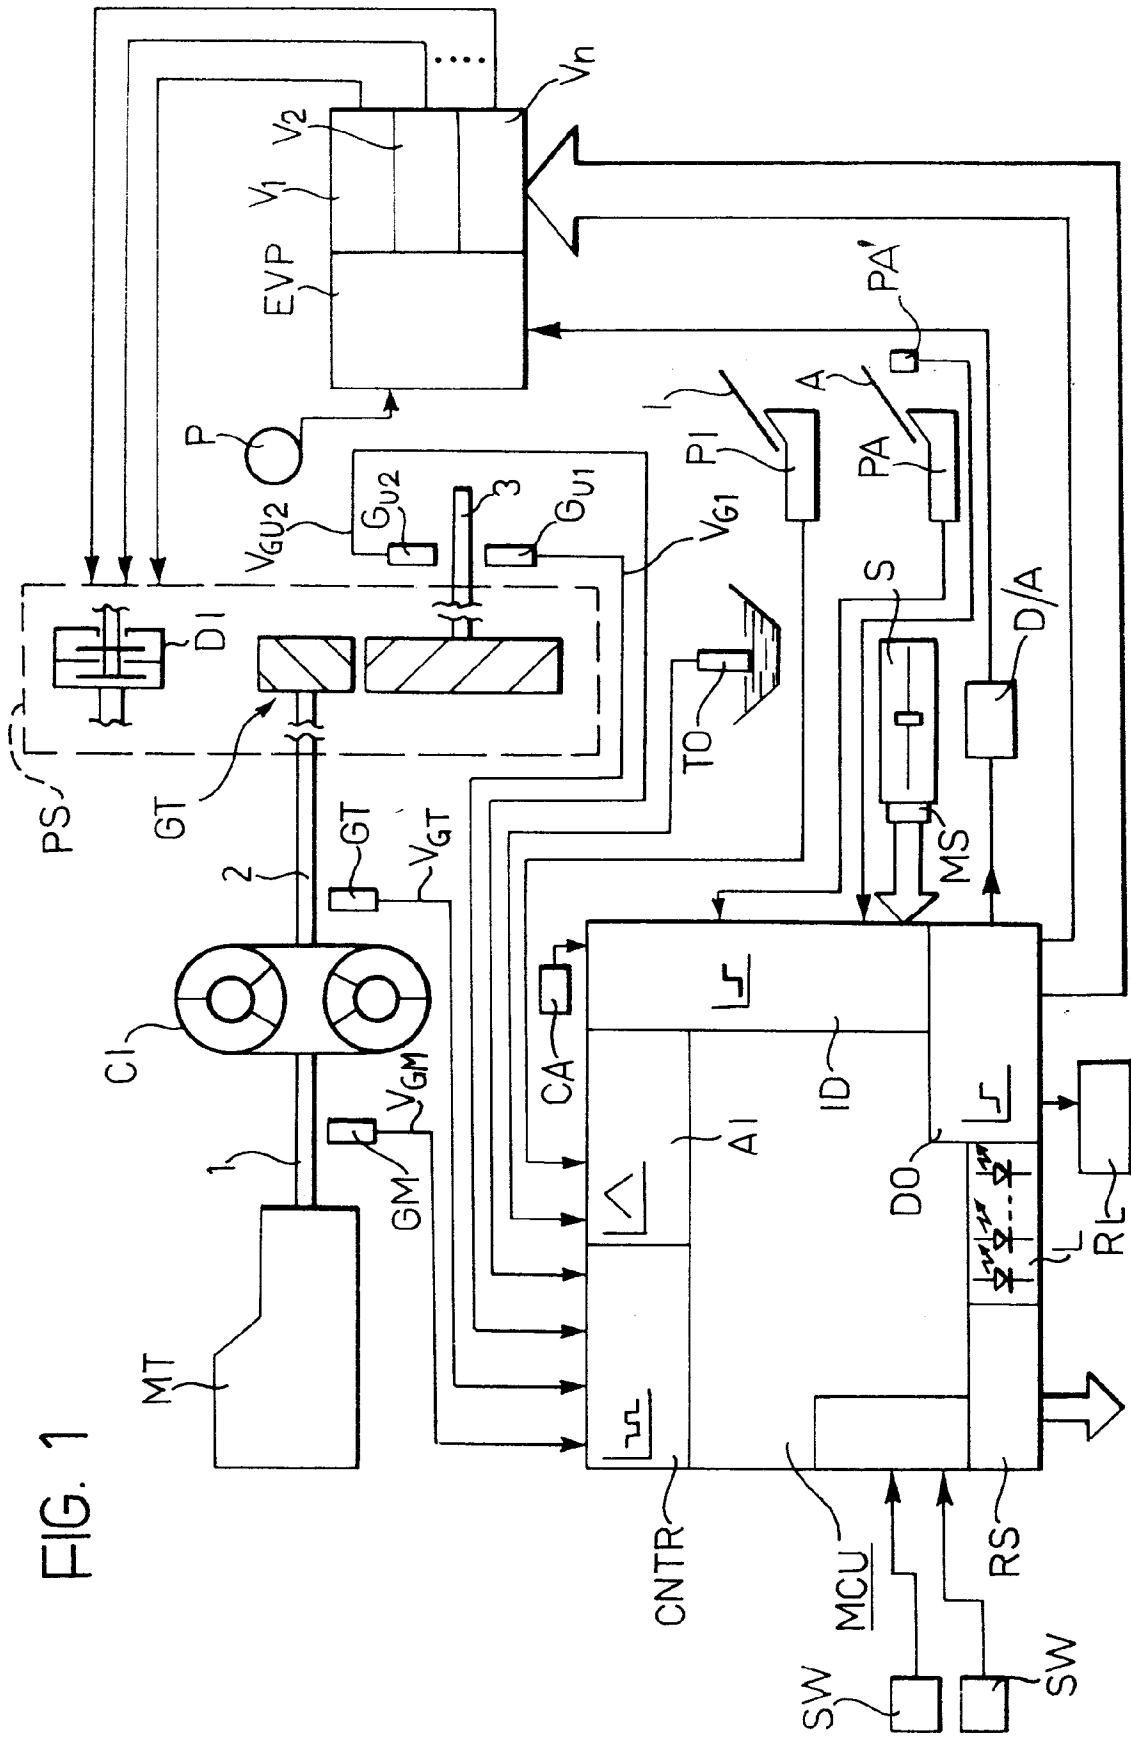 FIG. 1
MT
1
CI
2
GT
PS
DI
GM
VGM
GT
VGT
VGU2
GU2
3
GU1
VG1
P
EVP
V1
V2
Vn
CA
TO
PI
I
PA
A
PA'
S
MS
D/A
CNTR
AI
ID
DO
MCU
RS
L
RL
SW
SW